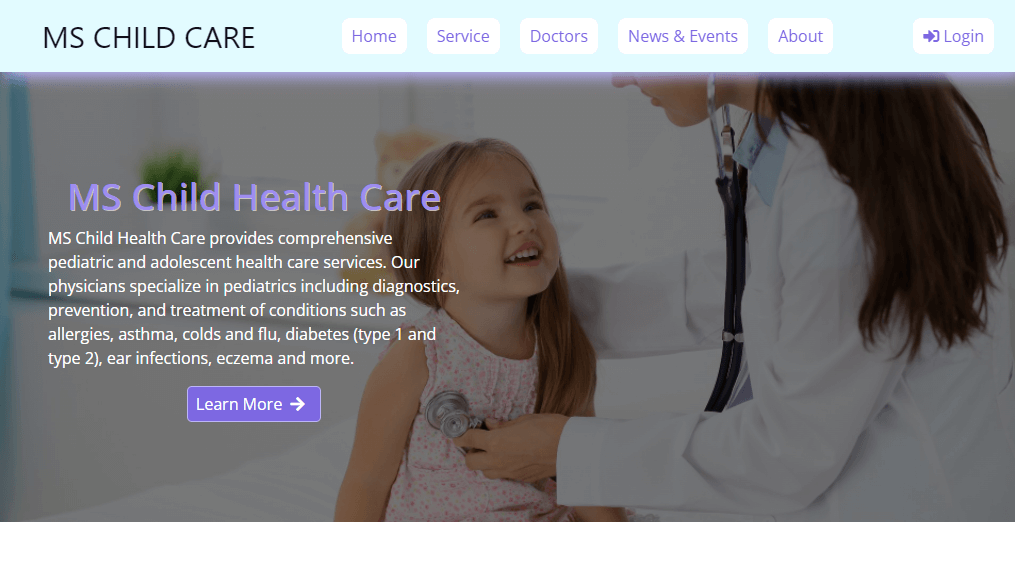 MS CHILD CARE
Home Service Doctors News & Events About Login
MS Child Health Care
MS Child Health Care provides comprehensive
pediatric and adolescent health care services. Our
physicians specialize in pediatrics including diagnostics,
prevention, and treatment of conditions such as
allergies, asthma, colds and flu, diabetes (type 1 and
type 2), ear infections, eczema and more.
Learn More